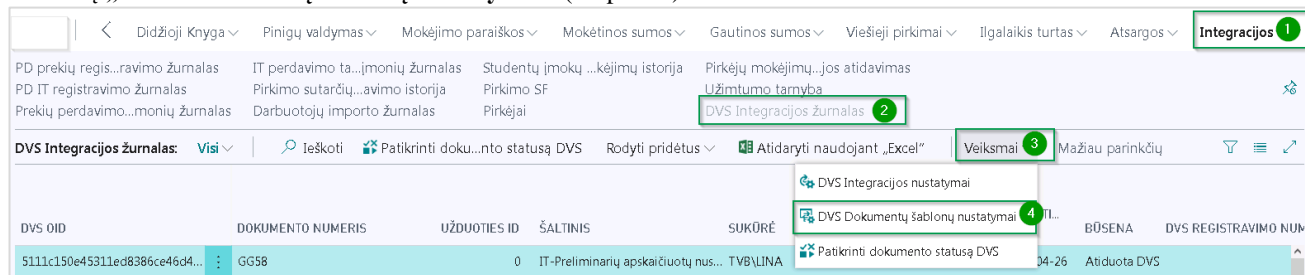 Didžioji Knyga Pinigų valdymas Mokėjimo paraiškos Mokėtinos sumos Gautinos sumos Viešieji pirkimai Ilgalaikis turtas Atsargos Integracijos 1
PD prekių regis...ravimo žurnalas IT perdavimo ta...įmonių žurnalas Studentų įmokų ...kėjimų istorija Pirkėjų mokėjimų...jos atidavimas
PD IT registravimo žurnalas Pirkimo sutarčių...avimo istorija Pirkimo SF Užimtumo tarnyba
Prekių perdavimo...monių žurnalas Darbuotojų importo žurnalas Pirkėjai DVS Integracijos žurnalas 2
DVS Integracijos žurnalas: Visi Ieškoti Patikrinti doku...nto statusą DVS Rodyti pridėtus Atidaryti naudojant „Excel“ Veiksmai 3 Mažiau parinkčių
DVS Integracijos nustatymai
DVS Dokumentų šablonų nustatymai 4 TI...
DVS OID DOKUMENTO NUMERIS UŽDUOTIES ID ŠALTINIS SUKŪRĖ BŪSENA DVS REGISTRAVIMO NUM
Patikrinti dokumento statusą DVS
5111c150e45311ed8386ce46d4... GG58 0 IT-Preliminarių apskaičiuotų nus... TVB\LINA 04-26 Atiduota DVS